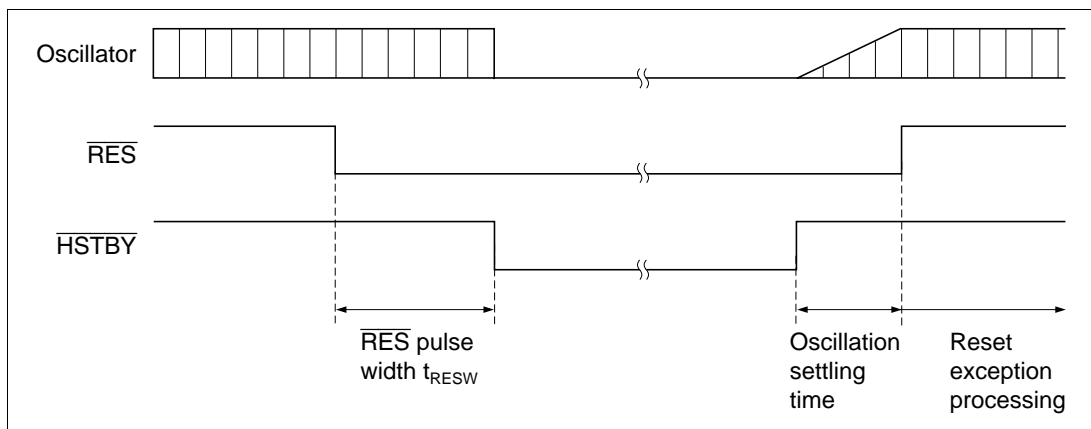 Oscillator
RES
HSTBY
RES pulse
width tRESW
Oscillation
settling
time
Reset
exception
processing